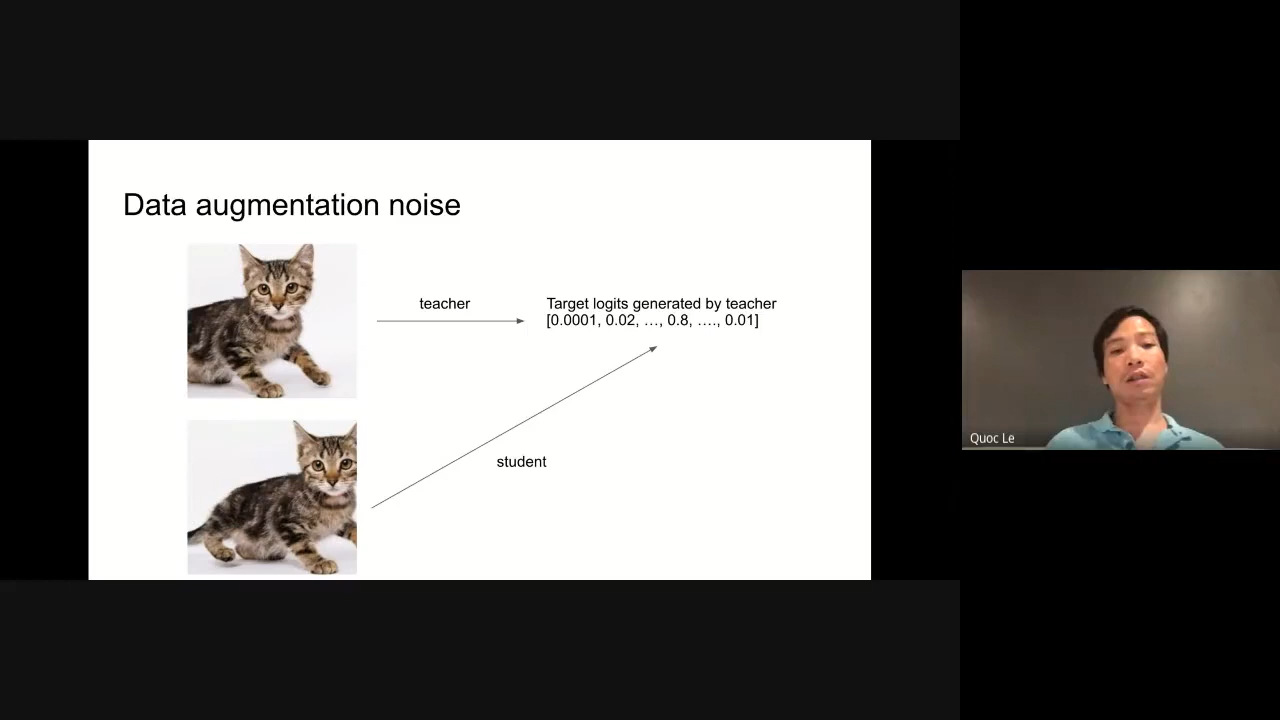 Data augmentation noise
teacher
Target logits generated by teacher
[0.0001, 0.02, …, 0.8, …., 0.01]
student
Quoc Le